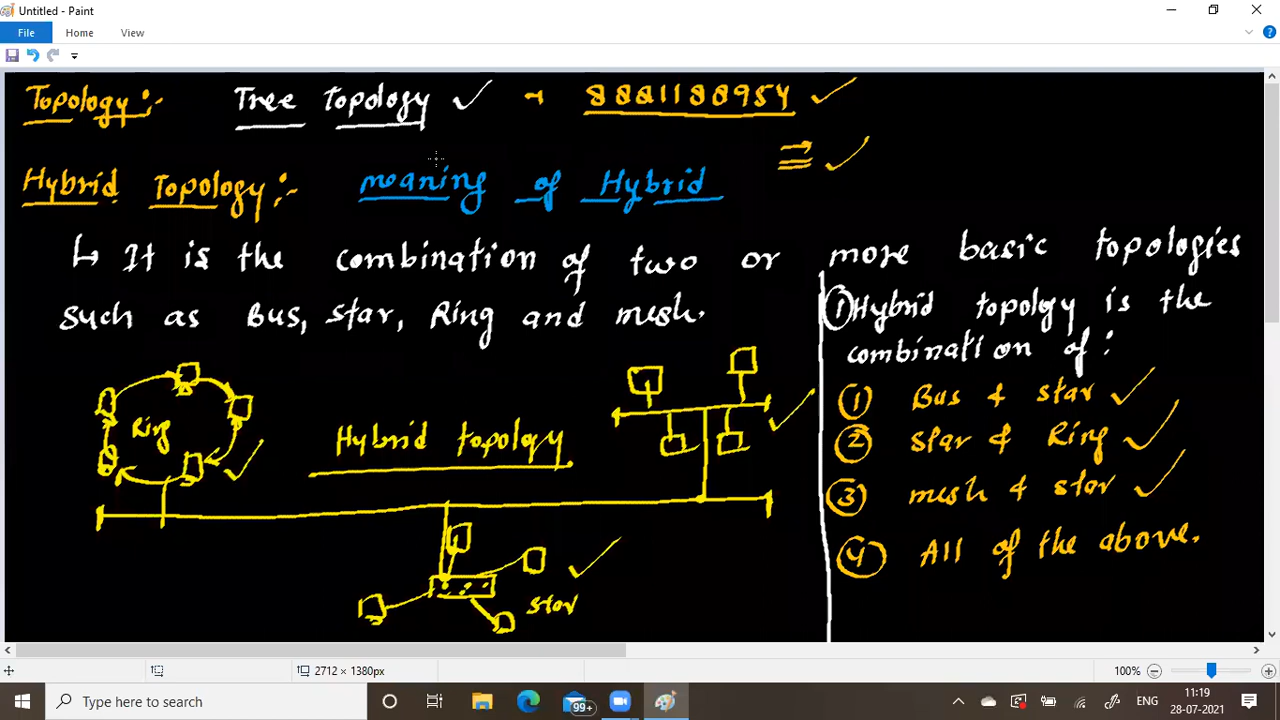 Untitled - Paint
File Home View
Topology:- Tree Topology ✓ → 8881188954 ✓
Hybrid Topology:- meaning of Hybrid
↳ It is the combination of two or more basic topologies
such as Bus, star, Ring and mesh.
Ring
Hybrid topolgy
star
① Hybrid topolgy is the
combination of:
① Bus & star ✓
② star & Ring ✓
③ mesh & star ✓
④ All of the above.
2712 × 1380px
100%
Type here to search
99+
ENG
11:19
28-07-2021